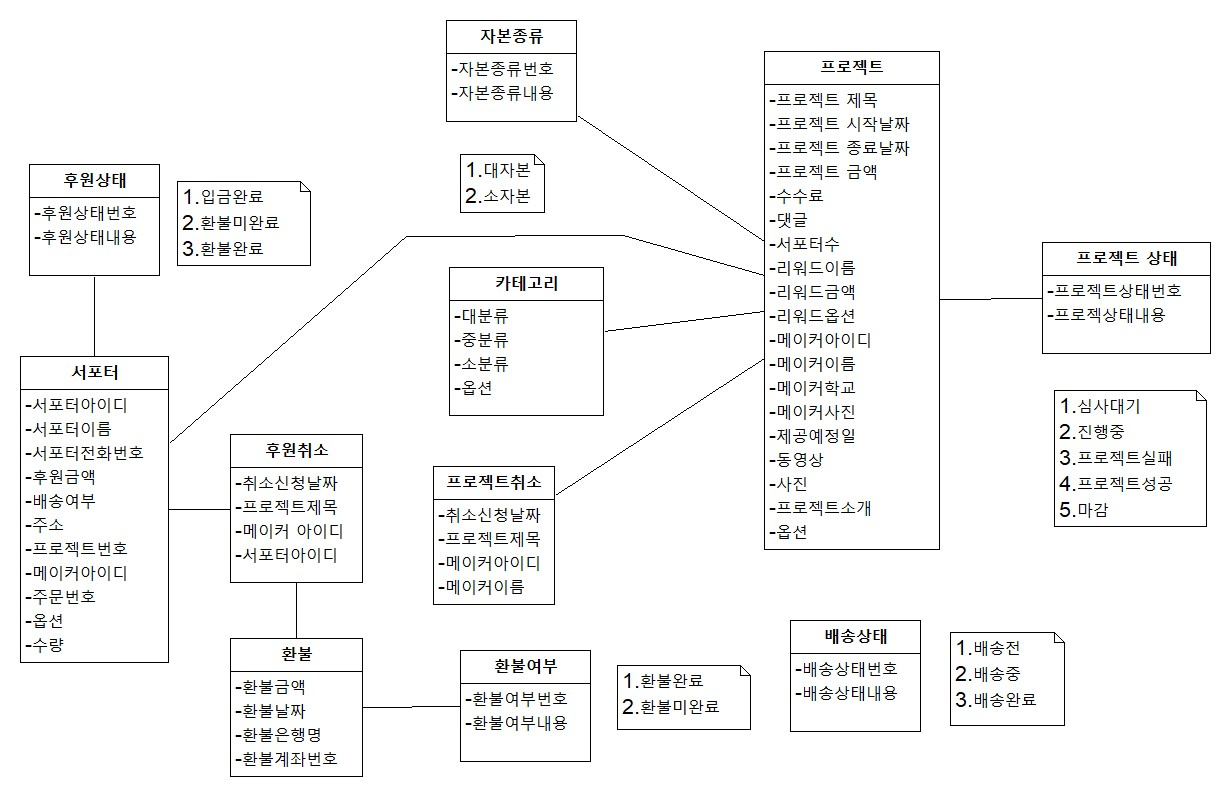 자본종류
-자본종류번호
-자본종류내용
1.대자본
2.소자본
프로젝트
-프로젝트 제목
-프로젝트 시작날짜
-프로젝트 종료날짜
-프로젝트 금액
-수수료
-댓글
-서포터수
-리워드이름
-리워드금액
-리워드옵션
-메이커아이디
-메이커이름
-메이커학교
-메이커사진
-제공예정일
-동영상
-사진
-프로젝트소개
-옵션
후원상태
-후원상태번호
-후원상태내용
1.입금완료
2.환불미완료
3.환불완료
카테고리
-대분류
-중분류
-소분류
-옵션
프로젝트 상태
-프로젝트상태번호
-프로젝상태내용
1.심사대기
2.진행중
3.프로젝트실패
4.프로젝트성공
5.마감
서포터
-서포터아이디
-서포터이름
-서포터전화번호
-후원금액
-배송여부
-주소
-프로젝트번호
-메이커아이디
-주문번호
-옵션
-수량
후원취소
-취소신청날짜
-프로젝트제목
-메이커 아이디
-서포터아이디
프로젝트취소
-취소신청날짜
-프로젝트제목
-메이커아이디
-메이커이름
환불
-환불금액
-환불날짜
-환불은행명
-환불계좌번호
환불여부
-환불여부번호
-환불여부내용
1.환불완료
2.환불미완료
배송상태
-배송상태번호
-배송상태내용
1.배송전
2.배송중
3.배송완료